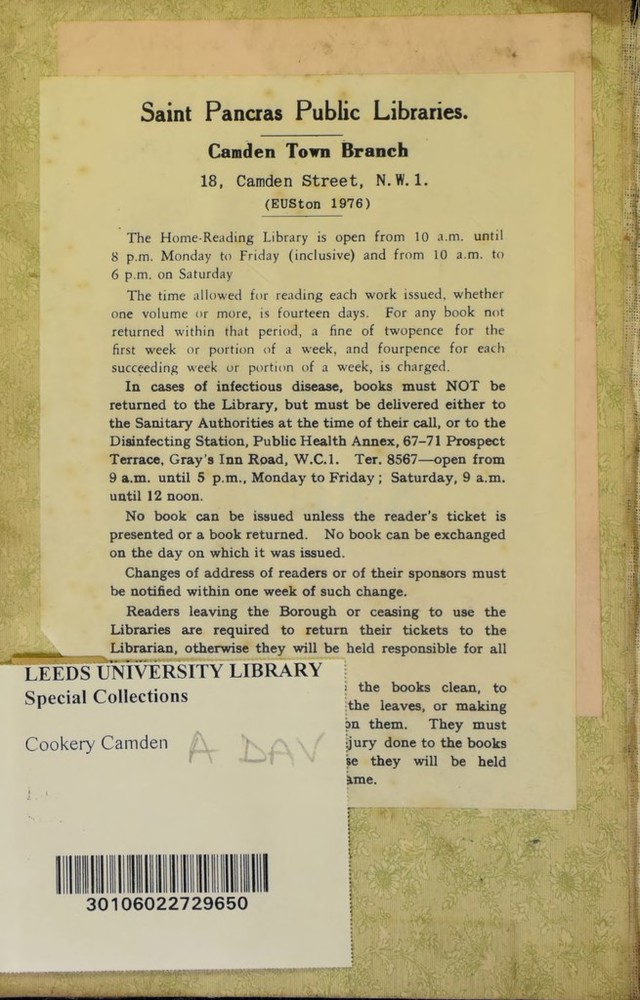 Saint Pancras Public Libraries.
Camden Town Branch
18, Camden Street, N.W.1.
(EUSton 1976)
The Home-Reading Library is open from 10 a.m. until
8 p.m. Monday to Friday (inclusive) and from 10 a.m. to
6 p.m. on Saturday
The time allowed for reading each work issued, whether
one volume or more, is fourteen days. For any book not
returned within that period, a fine of twopence for the
first week or portion of a week, and fourpence for each
succeeding week or portion of a week, is charged.
In cases of infectious disease, books must NOT be
returned to the Library, but must be delivered either to
the Sanitary Authorities at the time of their call, or to the
Disinfecting Station, Public Health Annex, 67-71 Prospect
Terrace, Gray's Inn Road, W.C.1. Ter. 8567—open from
9 a.m. until 5 p.m., Monday to Friday; Saturday, 9 a.m.
until 12 noon.
No book can be issued unless the reader's ticket is
presented or a book returned. No book can be exchanged
on the day on which it was issued.
Changes of address of readers or of their sponsors must
be notified within one week of such change.
Readers leaving the Borough or ceasing to use the
Libraries are required to return their tickets to the
Librarian, otherwise they will be held responsible for all
the books clean, to
the leaves, or making
on them. They must
jury done to the books
se they will be held
ame.
LEEDS UNIVERSITY LIBRARY
Special Collections
Cookery Camden A DAV
30106022729650